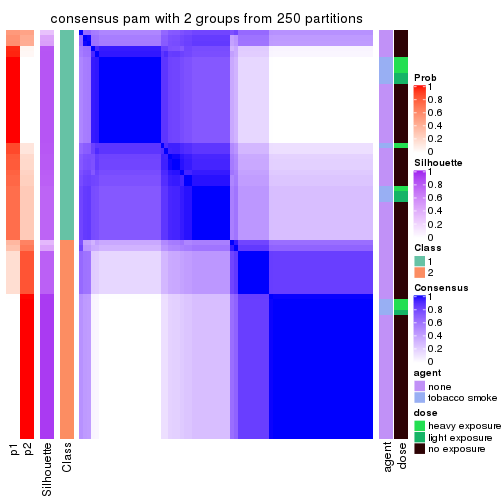 consensus pam with 2 groups from 250 partitions
Prob
1
0.8
0.6
0.4
0.2
0
Silhouette
1
0.8
0.6
0.4
0.2
0
Class
1
2
Consensus
1
0.8
0.6
0.4
0.2
0
agent
none
tobacco smoke
dose
heavy exposure
light exposure
no exposure
p1
p2
Silhouette
Class
agent
dose